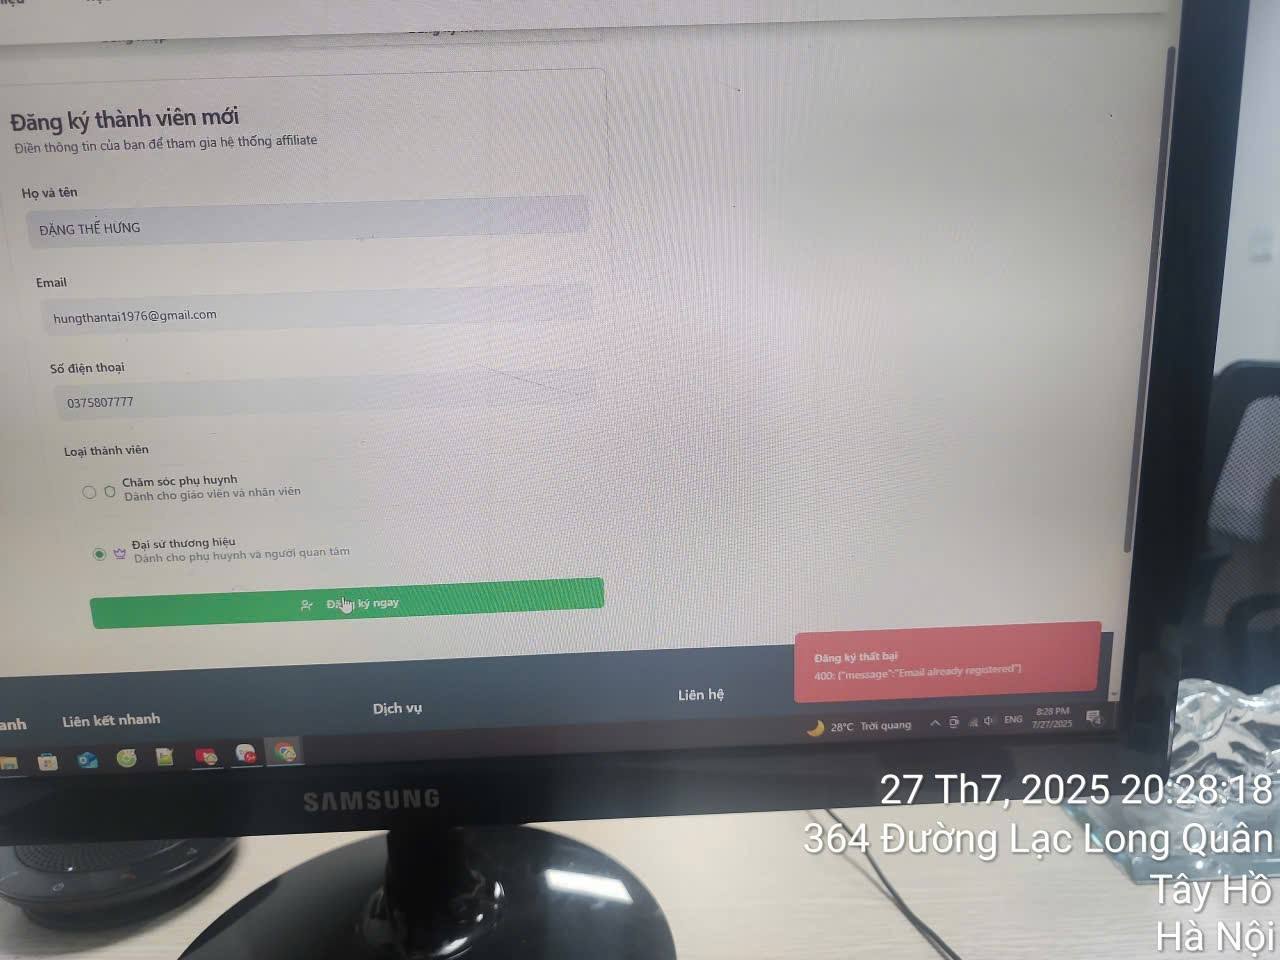 Đăng ký thành viên mới
Điền thông tin của bạn để tham gia hệ thống affiliate
Họ và tên
ĐẶNG THẾ HƯNG
Email
hungthantai1976@gmail.com
Số điện thoại
0375807777
Loại thành viên
Chăm sóc phụ huynh
Dành cho giáo viên và nhân viên
Đại sứ thương hiệu
Dành cho phụ huynh và người quan tâm
ký ngay
Đăng ký thất bại
400: {"message":"Email already registered"}
anh
Liên kết nhanh
Dịch vụ
Liên hệ
28°C Trời quang
ENG
8:28 PM
7/27/2025
SAMSUNG
27 Th7, 2025 20:28:18
364 Đường Lạc Long Quân
Tây Hồ
Hà Nội